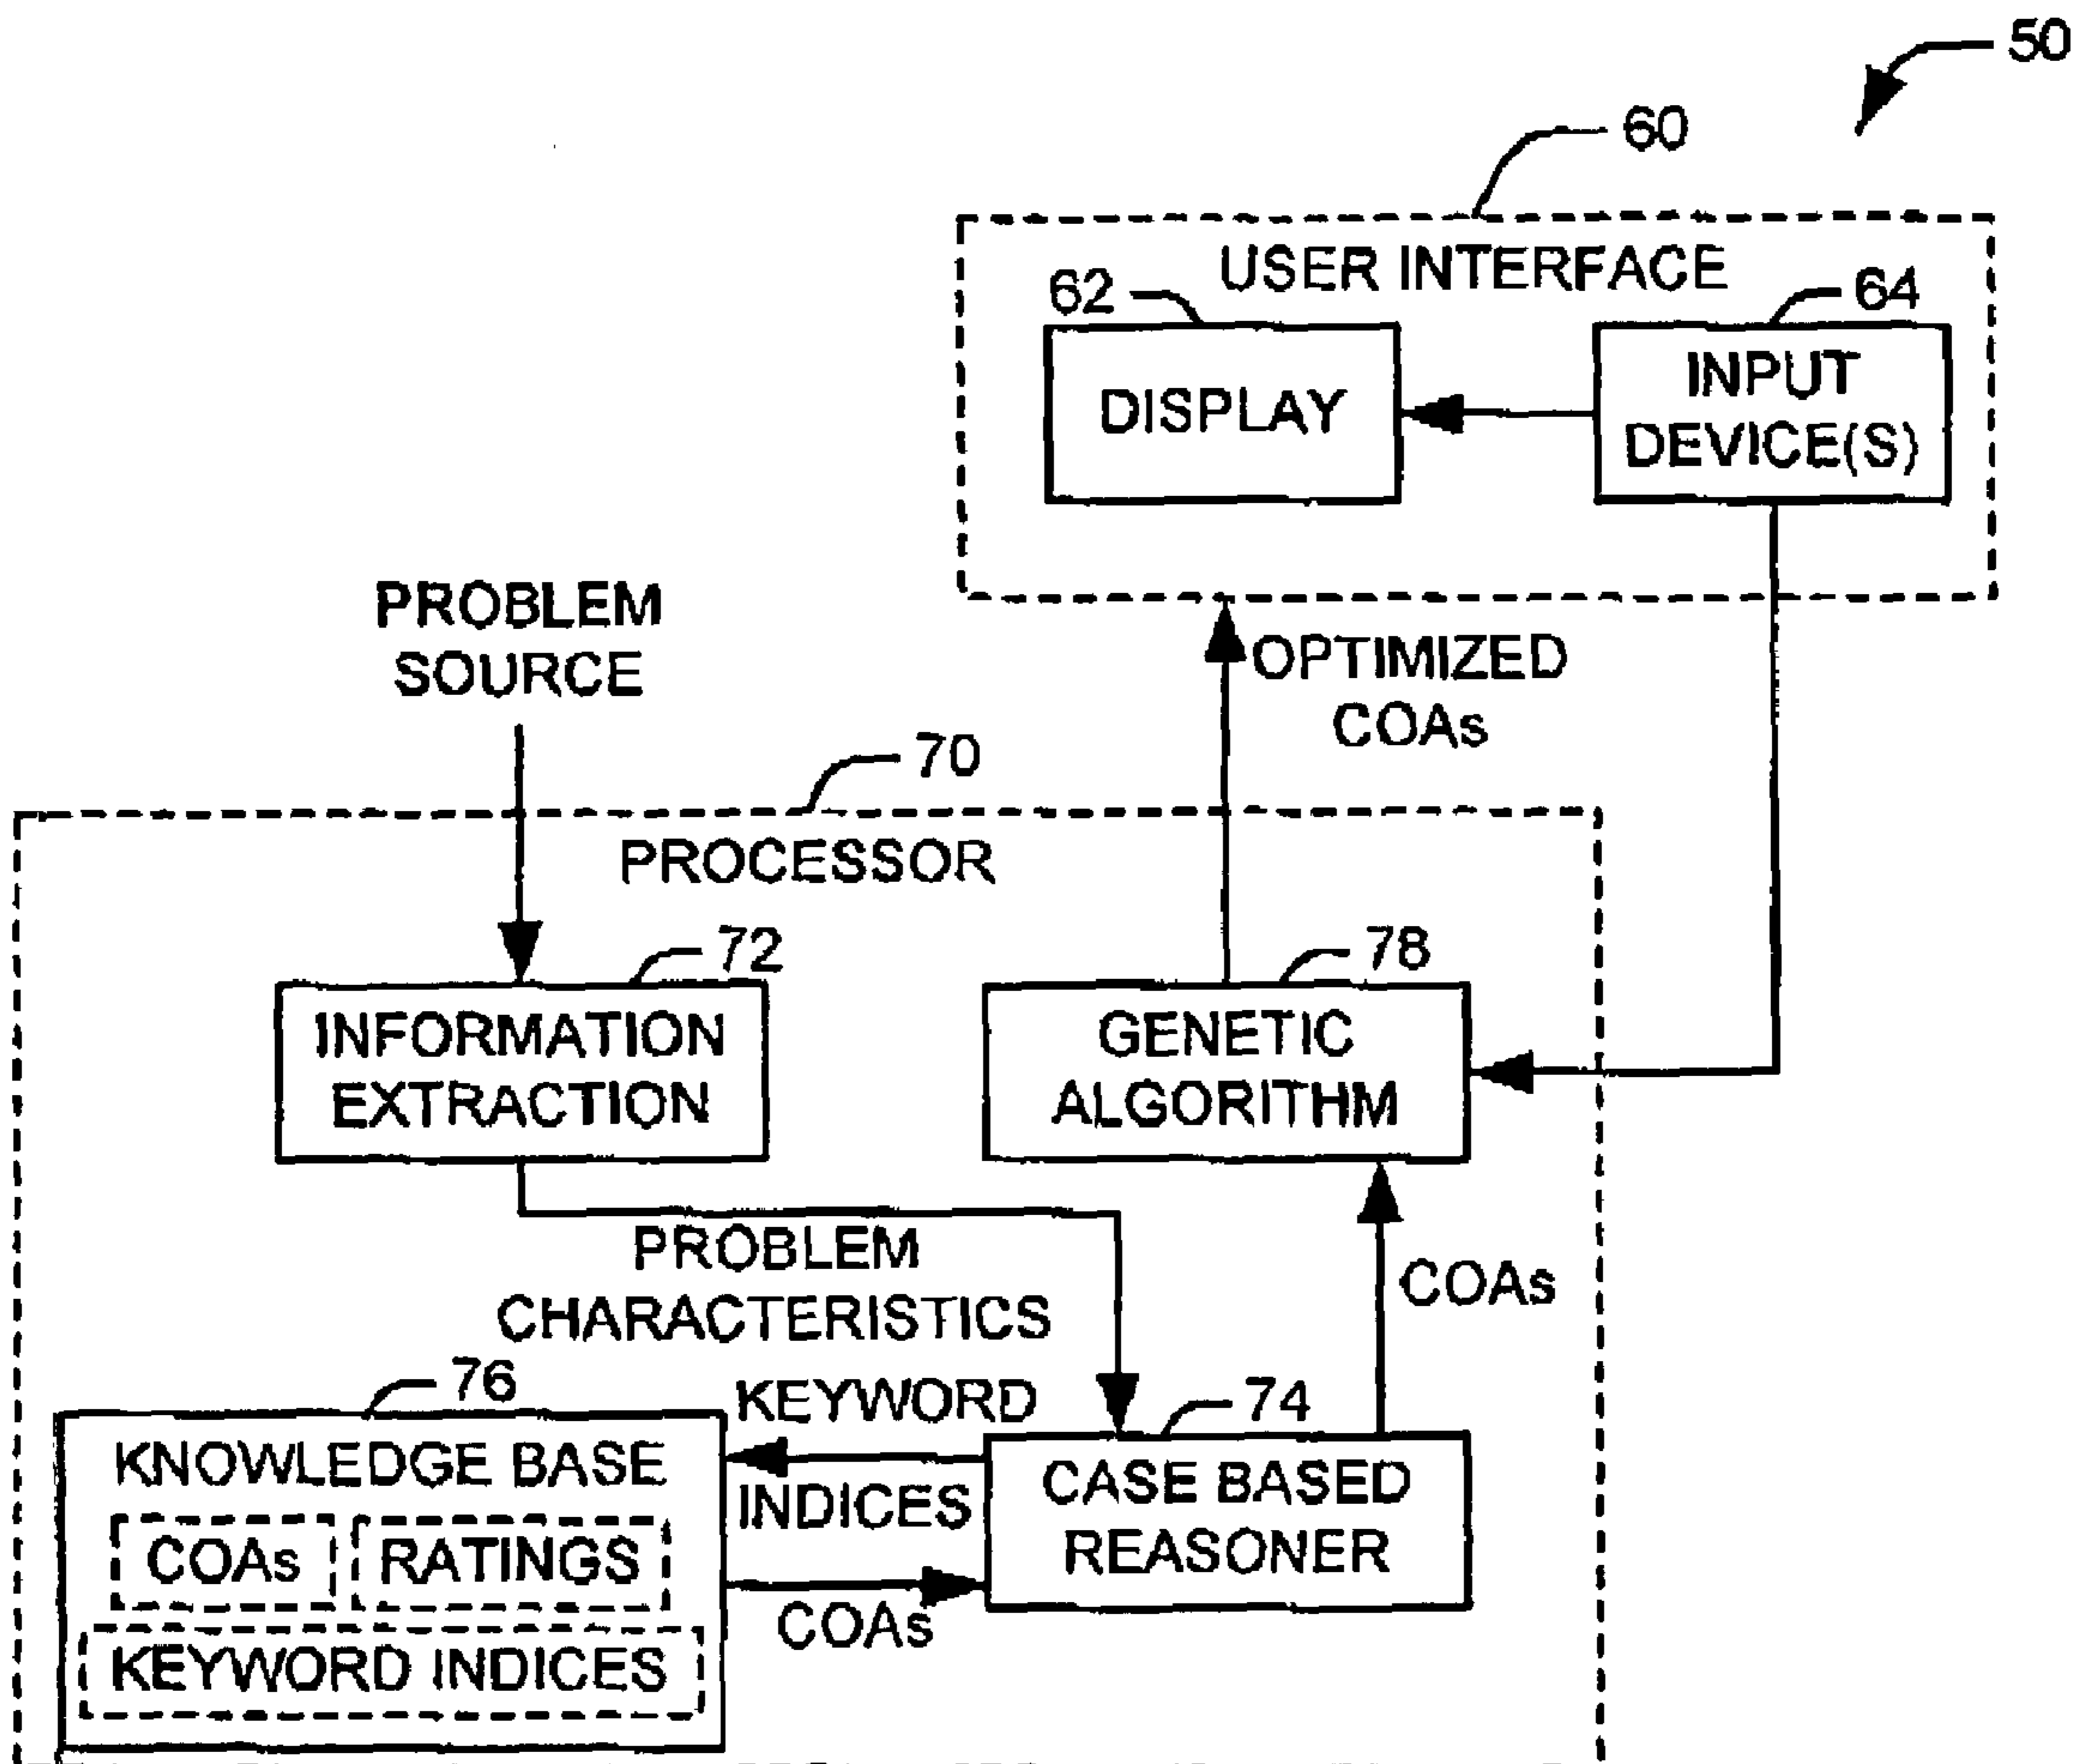 50
60
USER INTERFACE
62
64
DISPLAY
INPUT
DEVICE(S)
PROBLEM
SOURCE
OPTIMIZED
COAs
70
PROCESSOR
72
78
INFORMATION
EXTRACTION
GENETIC
ALGORITHM
PROBLEM
CHARACTERISTICS
COAs
76
KEYWORD
INDICES
74
KNOWLEDGE BASE
COAs
RATINGS
KEYWORD INDICES
COAs
CASE BASED
REASONER